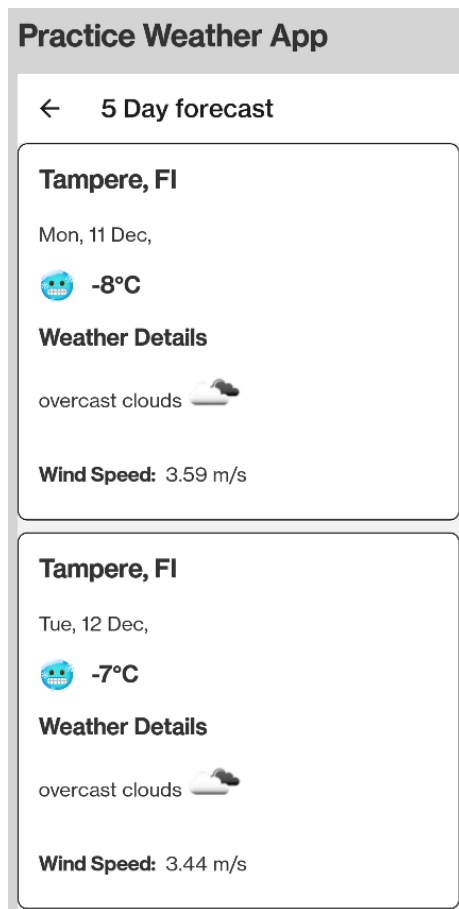 Practice Weather App
← 5 Day forecast
Tampere, FI
Mon, 11 Dec,
-8°C
Weather Details
overcast clouds
Wind Speed: 3.59 m/s
Tampere, FI
Tue, 12 Dec,
-7°C
Weather Details
overcast clouds
Wind Speed: 3.44 m/s